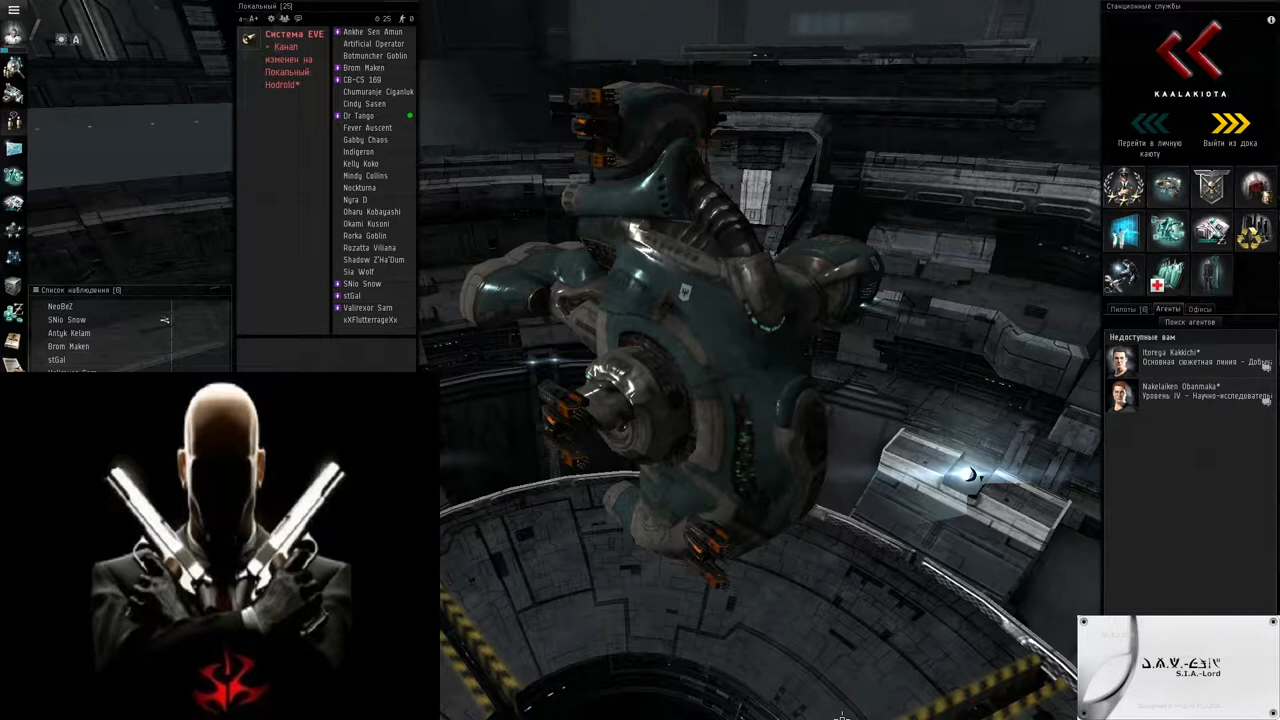 Локальный [25]
a- A+
25
0
Система EVE
Канал
изменен на
Локальный
Hodrold*
Ankhe Sen Amun
Artificial Operator
Botmuncher Goblin
Brom Maken
CB-CS 169
Chumuranje Ciganluk
Cindy Sasen
Dr Tango
Fever Auscent
Gabby Chaos
Indigeron
Kelly Koko
Mindy Collins
Nockturna
Nyra D
Oharu Kobayashi
Okami Kusoni
Rorka Goblin
Rozatta Viliana
Shadow Z'Ha'Dum
Sia Wolf
SNio Snow
stGal
Valirexor Sam
xXFlutterrageXx
A
Список наблюдения [6]
NeoBeZ
SNio Snow
Antyk Kelam
Brom Maken
stGal
Станционные службы
KAALAKIOTA
Перейти в личную
каюту
Выйти из дока
Пилоты [6]
Агенты
Офисы
Поиск агентов
Недоступные вам
Itoreya Kakkichi*
Основная сюжетная линия - Добыч
Nakelaiken Obanmaka*
Уровень IV - Научно-исследователь
S.I.A.-Lord